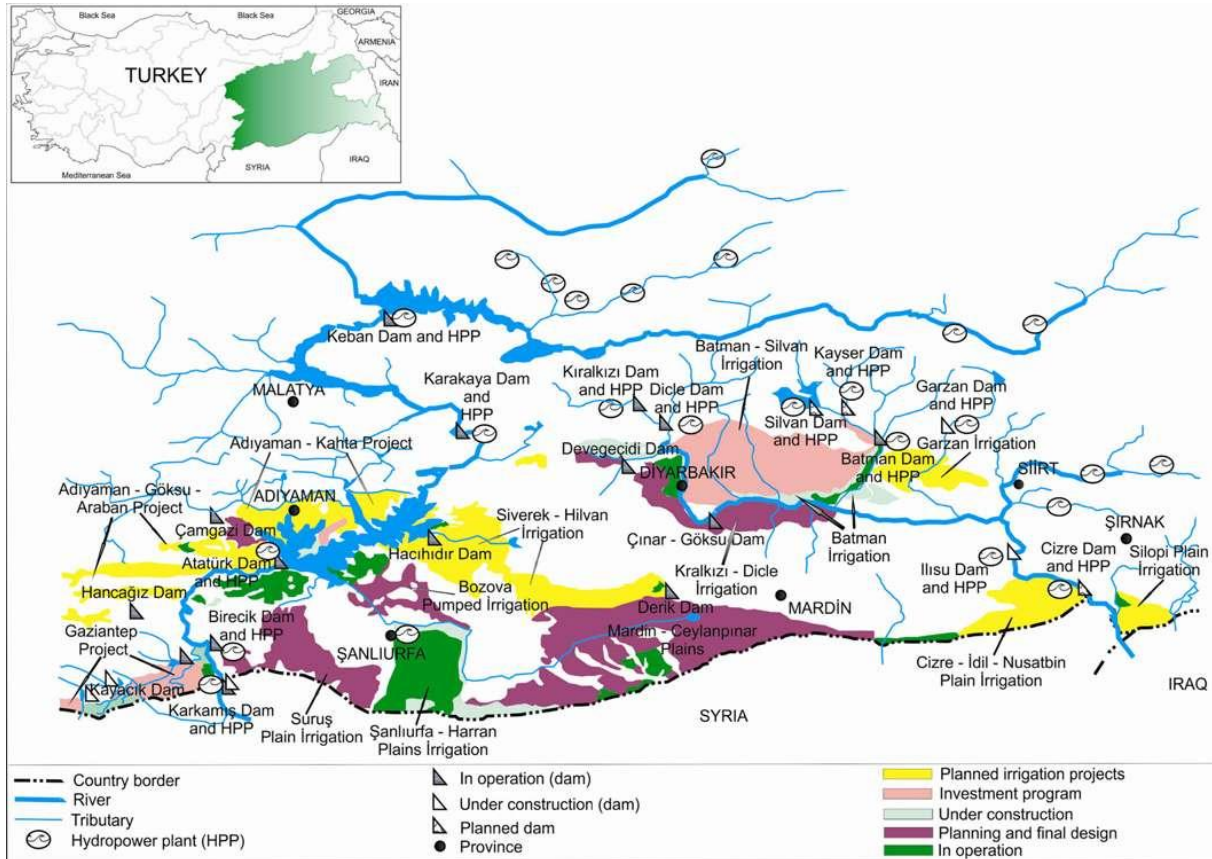 Black Sea
Black Sea
GEORGIA
ARMENIA
TURKEY
IRAN
SYRIA
IRAQ
Mediterranean Sea
Keban Dam and HPP
MALATYA
Karakaya Dam
and
HPP
Kıralkızı Dam
and HPP
Dicle Dam
and HPP
Batman - Silvan
İrrigation
Kayser Dam
and HPP
Silvan Dam
and HPP
Garzan Dam
and HPP
Garzan Irrigation
Batman Dam
and HPP
Devegecidi Dam
DİYARBAKIR
SİİRT
Adıyaman - Kahta Project
Adıyaman - Göksu -
Araban Project
ADIYAMAN
Çamgazi Dam
Atatürk Dam
and HPP
Hancağız Dam
Hacıhıdır Dam
Siverek - Hilvan
İrrigation
Çınar - Göksu Dam
Kralkızı - Dicle
Irrigation
Batman
Irrigation
ŞIRNAK
Ilısu Dam
and HPP
Cizre Dam
and HPP
Silopi Plain
Irrigation
Bozova
Pumped Irrigation
Derik Dam
MARDİN
Birecik Dam
and HPP
Gaziantep
Project
ŞANLIURFA
Mardin - Ceylanpınar
Plains
Kayacık Dam
Karkamış Dam
and HPP
Suruş
Plain Irrigation
Şanlıurfa - Harran
Plains Irrigation
Cizre - İdil - Nusatbin
Plain Irrigation
SYRIA
IRAQ
Country border
River
Tributary
Hydropower plant (HPP)
In operation (dam)
Under construction (dam)
Planned dam
Province
Planned irrigation projects
Investment program
Under construction
Planning and final design
In operation